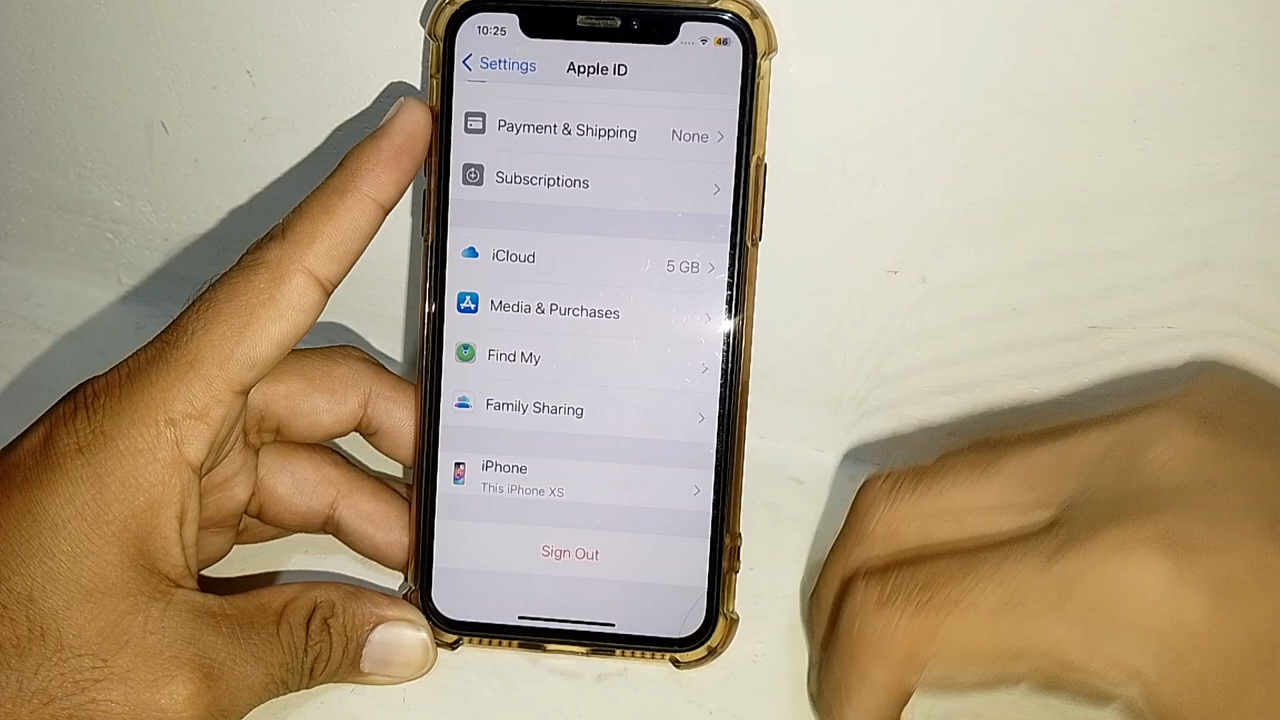 10:25
46
Settings
Apple ID
Payment & Shipping
None
Subscriptions
iCloud
5 GB
Media & Purchases
Find My
Family Sharing
iPhone
This iPhone XS
Sign Out